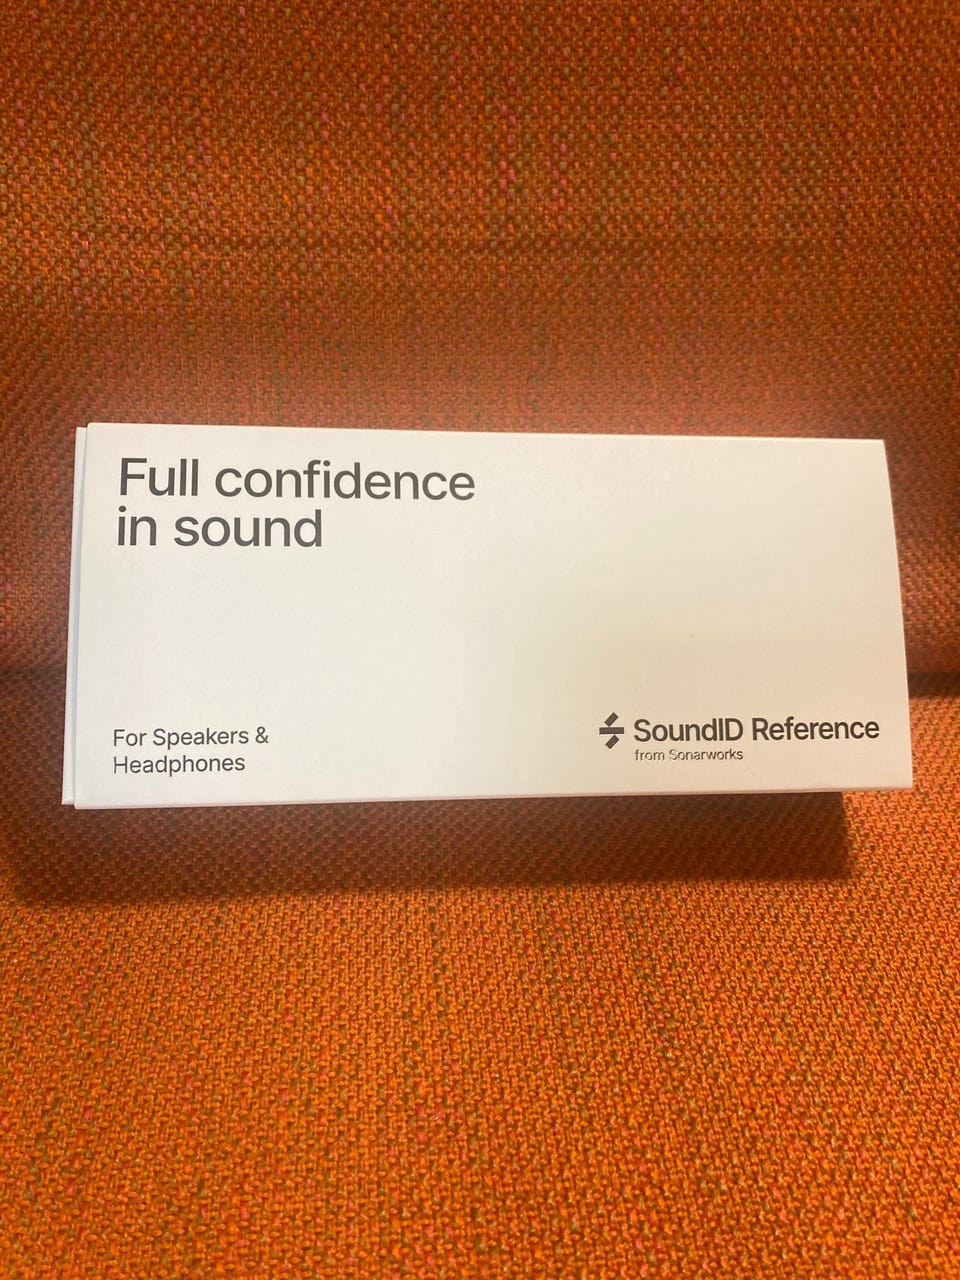 Full confidence
in sound
For Speakers &
Headphones
SoundID Reference
from Sonarworks